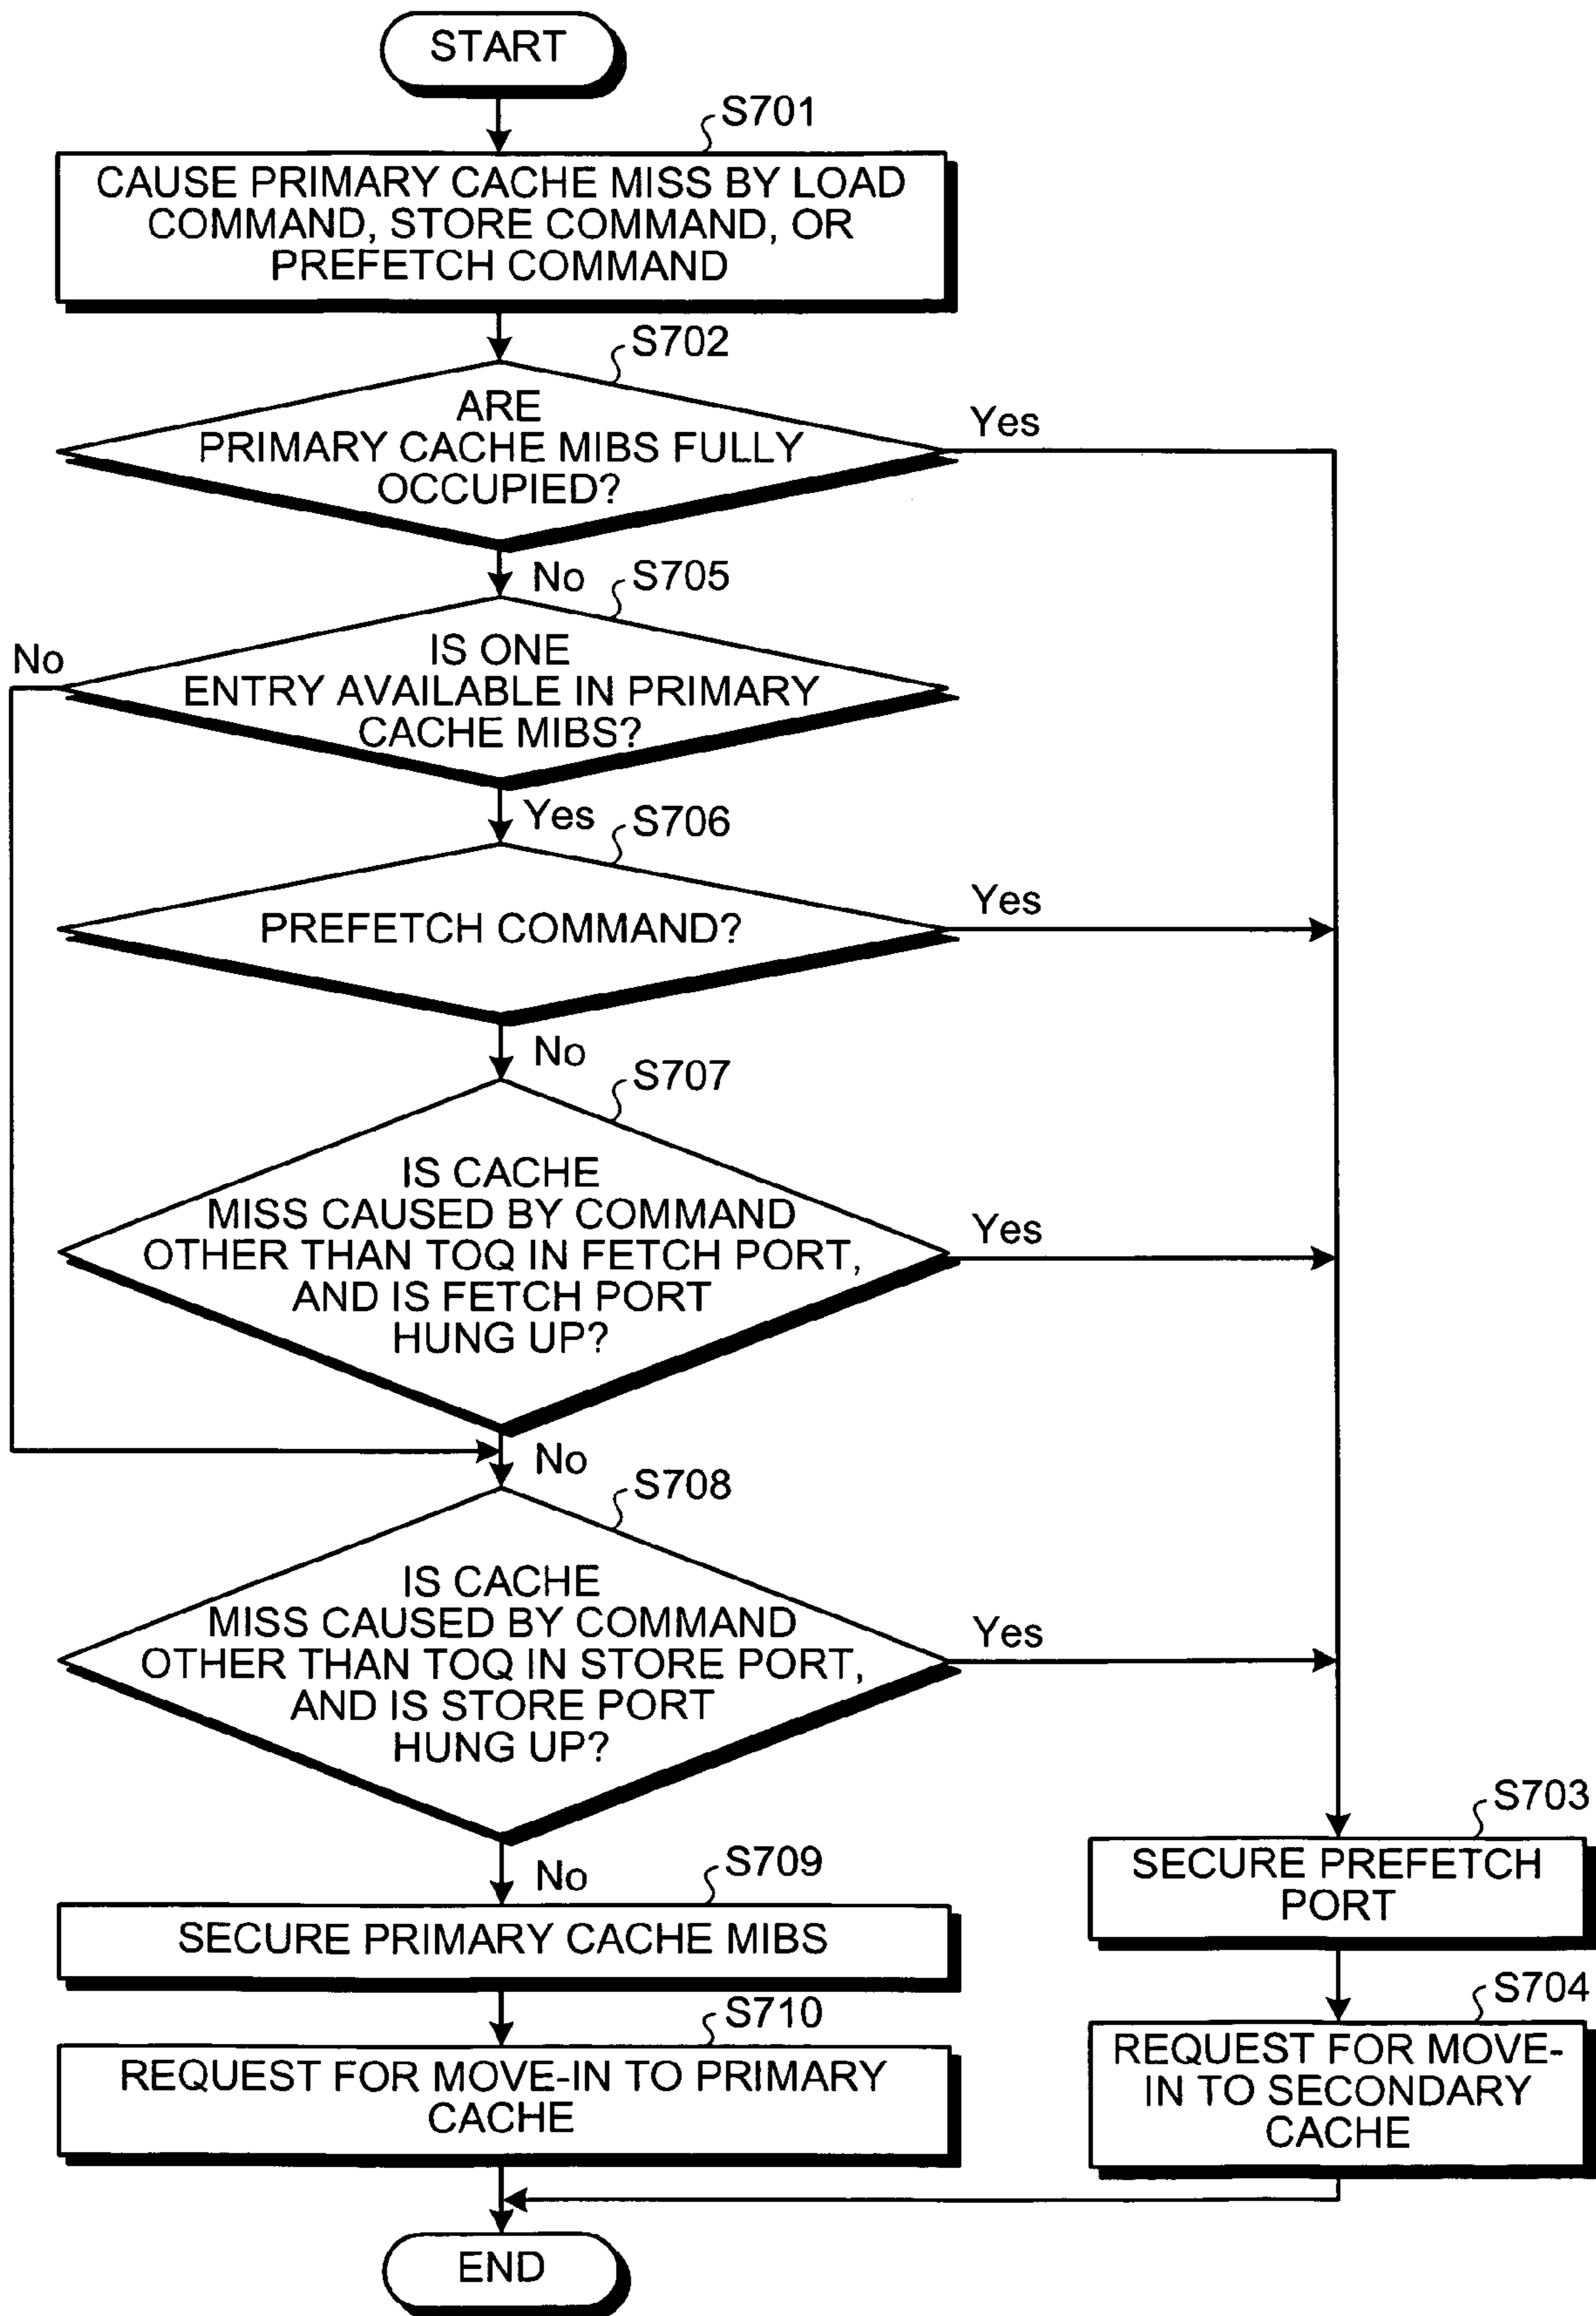 START
S701
CAUSE PRIMARY CACHE MISS BY LOAD
COMMAND, STORE COMMAND, OR
PREFETCH COMMAND
S702
ARE
PRIMARY CACHE MIBS FULLY
OCCUPIED?
Yes
No
S705
IS ONE
ENTRY AVAILABLE IN PRIMARY
CACHE MIBS?
No
Yes
S706
PREFETCH COMMAND?
Yes
No
S707
IS CACHE
MISS CAUSED BY COMMAND
OTHER THAN TOQ IN FETCH PORT,
AND IS FETCH PORT
HUNG UP?
Yes
No
S708
IS CACHE
MISS CAUSED BY COMMAND
OTHER THAN TOQ IN STORE PORT,
AND IS STORE PORT
HUNG UP?
Yes
No
S709
SECURE PRIMARY CACHE MIBS
S710
REQUEST FOR MOVE-IN TO PRIMARY
CACHE
S703
SECURE PREFETCH
PORT
S704
REQUEST FOR MOVE-
IN TO SECONDARY
CACHE
END